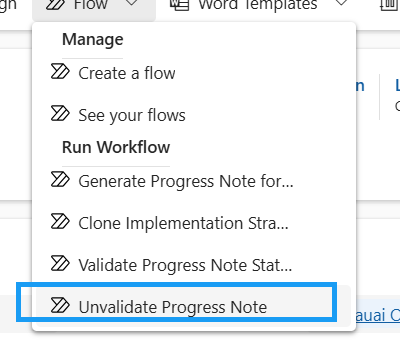 Flow
Word Templates
Manage
Create a flow
See your flows
Run Workflow
Generate Progress Note for...
Clone Implementation Stra...
Validate Progress Note Stat...
Unvalidate Progress Note